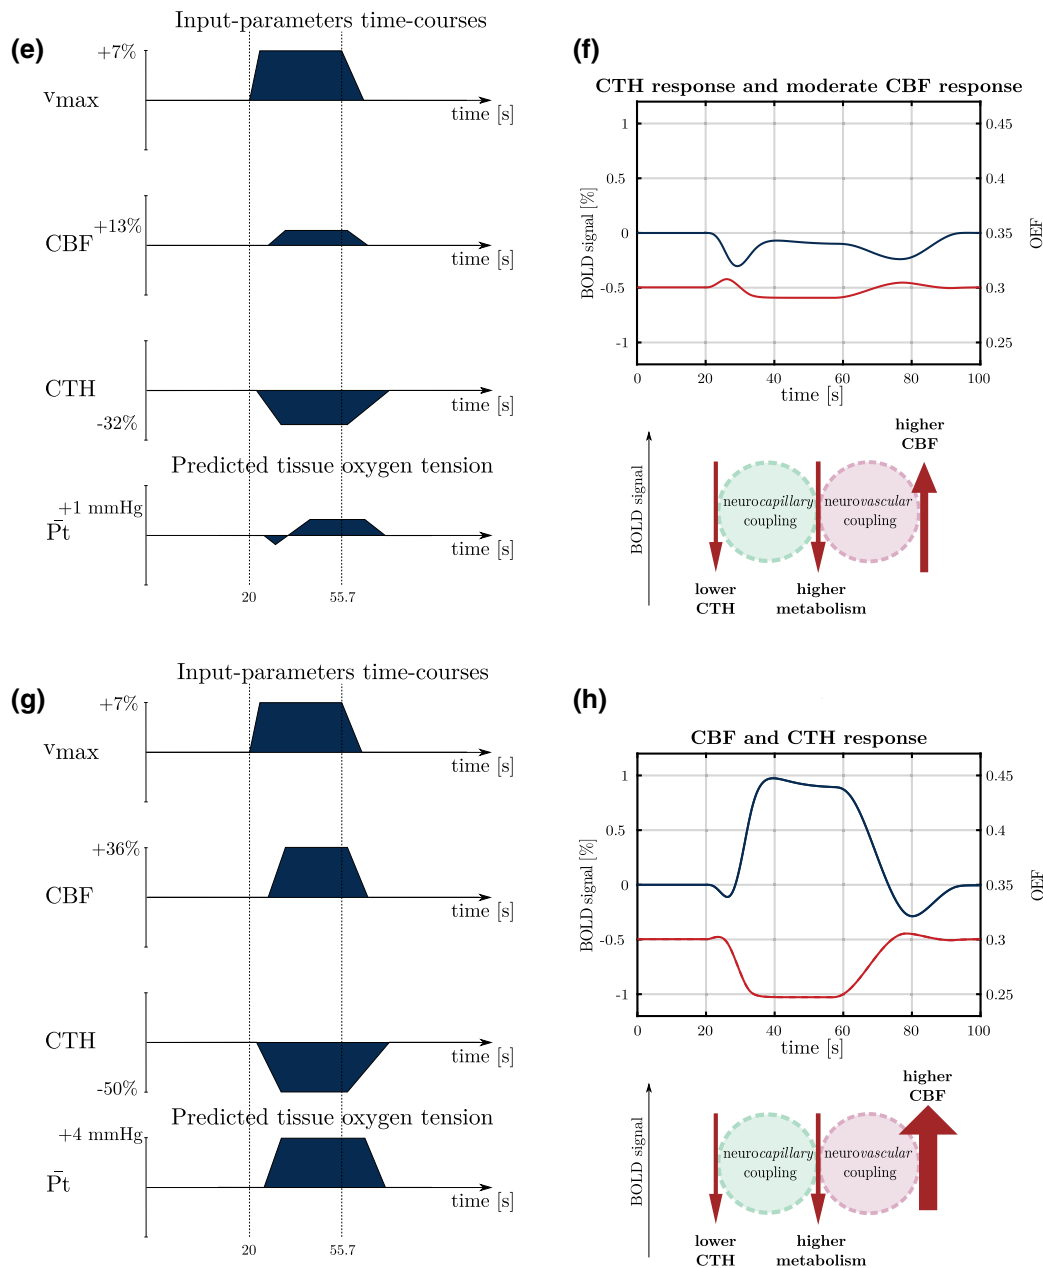 Input-parameters time-courses
(e)
+7%
vmax
time [s]
+13%
CBF
time [s]
CTH
time [s]
-32%
Predicted tissue oxygen tension
+1 mmHg
P̄t
time [s]
20
55.7
(f)
CTH response and moderate CBF response
1
0.5
0
-0.5
-1
BOLD signal [%]
0.45
0.4
0.35
0.3
0.25
OEF
0
20
40
60
80
100
time [s]
higher
CBF
BOLD signal
neurocapillary
coupling
neurovascular
coupling
lower
CTH
higher
metabolism
Input-parameters time-courses
(g)
+7%
vmax
time [s]
+36%
CBF
time [s]
CTH
time [s]
-50%
Predicted tissue oxygen tension
+4 mmHg
P̄t
time [s]
20
55.7
(h)
CBF and CTH response
1
0.5
0
-0.5
-1
BOLD signal [%]
0.45
0.4
0.35
0.3
0.25
OEF
0
20
40
60
80
100
time [s]
higher
CBF
BOLD signal
neurocapillary
coupling
neurovascular
coupling
lower
CTH
higher
metabolism